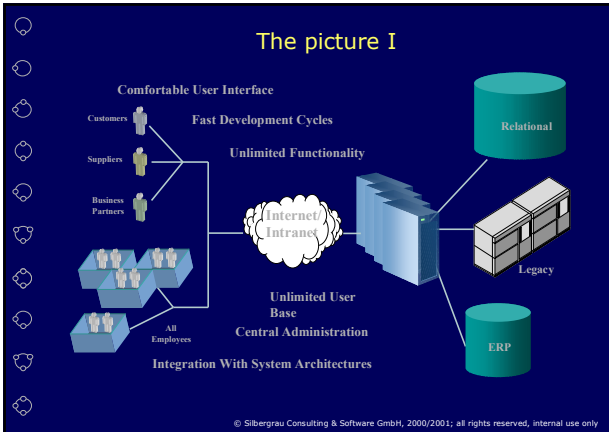 The picture I
Comfortable User Interface
Customers
Fast Development Cycles
Suppliers
Unlimited Functionality
Business
Partners
Internet/
Intranet
Relational
Legacy
Unlimited User
Base
All
Employees
Central Administration
ERP
Integration With System Architectures
© Silbergrau Consulting & Software GmbH, 2000/2001; all rights reserved, internal use only